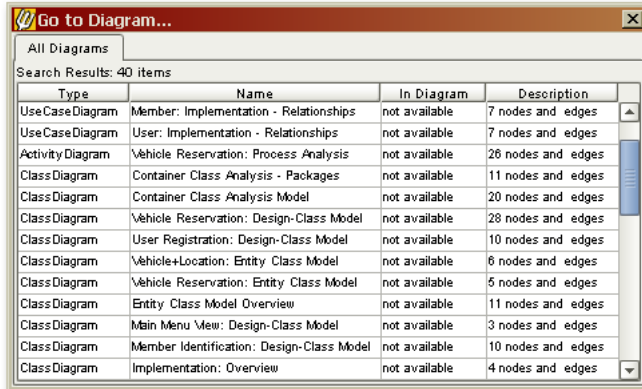 Go to Diagram...
All Diagrams
Search Results: 40 items
Type Name In Diagram Description
UseCaseDiagram Member: Implementation - Relationships not available 7 nodes and edges
UseCaseDiagram User: Implementation - Relationships not available 7 nodes and edges
ActivityDiagram Vehicle Reservation: Process Analysis not available 26 nodes and edges
ClassDiagram Container Class Analysis - Packages not available 11 nodes and edges
ClassDiagram Container Class Analysis Model not available 20 nodes and edges
ClassDiagram Vehicle Reservation: Design-Class Model not available 28 nodes and edges
ClassDiagram User Registration: Design-Class Model not available 10 nodes and edges
ClassDiagram Vehicle+Location: Entity Class Model not available 6 nodes and edges
ClassDiagram Vehicle Reservation: Entity Class Model not available 5 nodes and edges
ClassDiagram Entity Class Model Overview not available 11 nodes and edges
ClassDiagram Main Menu View: Design-Class Model not available 3 nodes and edges
ClassDiagram Member Identification: Design-Class Model not available 10 nodes and edges
ClassDiagram Implementation: Overview not available 4 nodes and edges